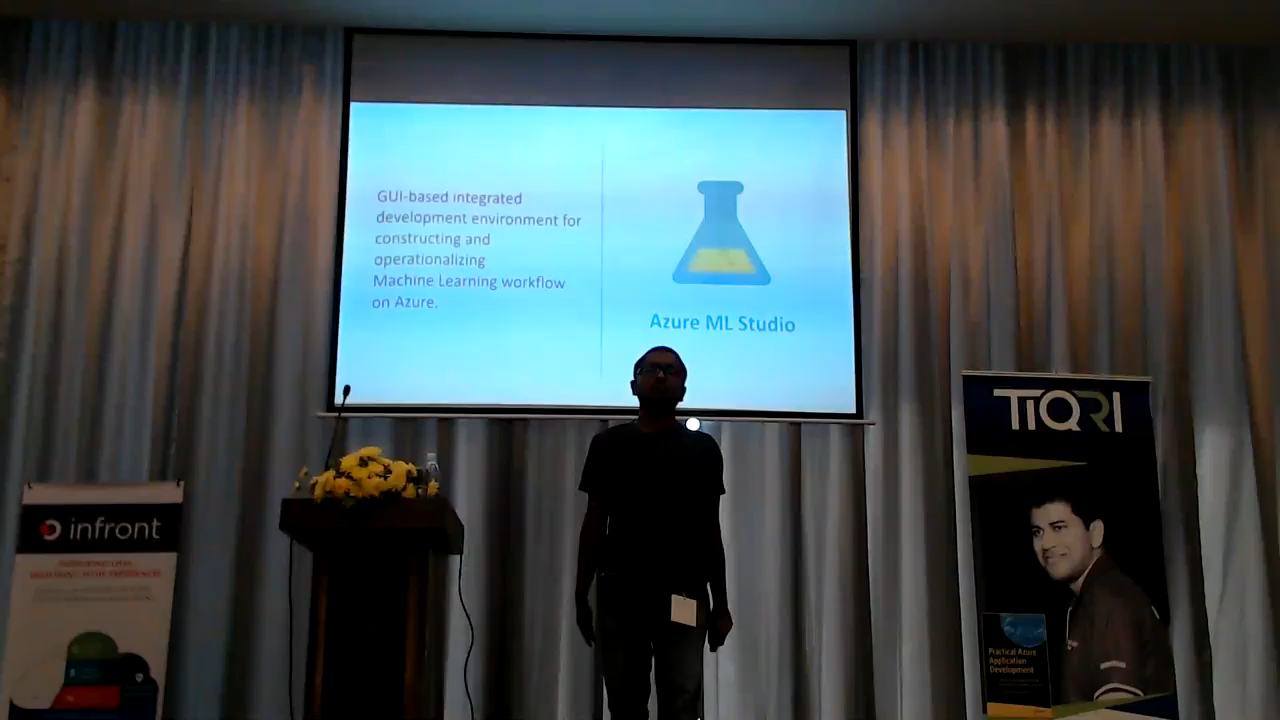 GUI-based integrated
development environment for
constructing and
operationalizing
Machine Learning workflow
on Azure.
Azure ML Studio
infront
TiQRI
Practical Azure
Application
Development